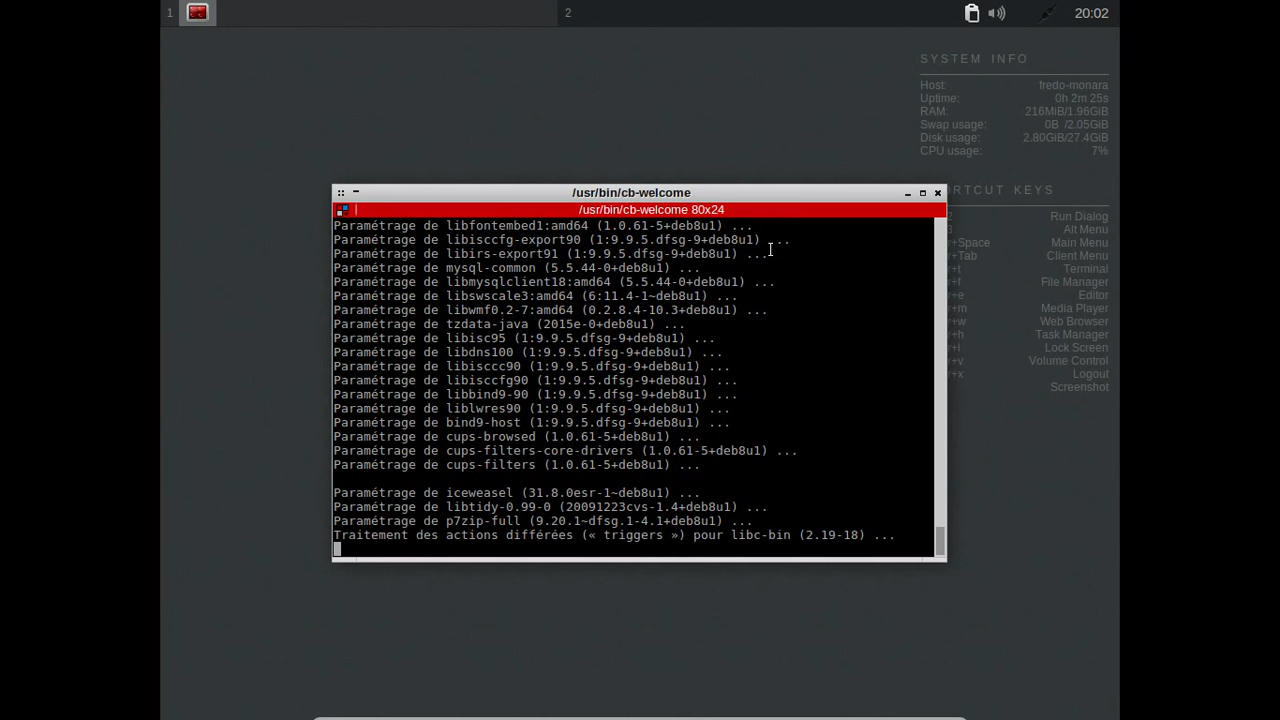 1
2
20:02
SYSTEM INFO
Host: fredo-monara
Uptime: 0h 2m 25s
RAM: 216MiB/1.96GiB
Swap usage: 0B /2.05GiB
Disk usage: 2.80GiB/27.4GiB
CPU usage: 7%
RTCUT KEYS
2 Run Dialog
3 Alt Menu
r+Space Main Menu
r+Tab Client Menu
r+t Terminal
r+f File Manager
r+e Editor
r+m Media Player
r+w Web Browser
r+h Task Manager
r+l Lock Screen
r+v Volume Control
r+x Logout
Screenshot
/usr/bin/cb-welcome
/usr/bin/cb-welcome 80x24
Paramétrage de libfontembed1:amd64 (1.0.61-5+deb8u1) ...
Paramétrage de libisccfg-export90 (1:9.9.5.dfsg-9+deb8u1) ...
Paramétrage de libirs-export91 (1:9.9.5.dfsg-9+deb8u1) ...
Paramétrage de mysql-common (5.5.44-0+deb8u1) ...
Paramétrage de libmysqlclient18:amd64 (5.5.44-0+deb8u1) ...
Paramétrage de libswscale3:amd64 (6:11.4-1~deb8u1) ...
Paramétrage de libwmf0.2-7:amd64 (0.2.8.4-10.3+deb8u1) ...
Paramétrage de tzdata-java (2015e-0+deb8u1) ...
Paramétrage de libisc95 (1:9.9.5.dfsg-9+deb8u1) ...
Paramétrage de libdns100 (1:9.9.5.dfsg-9+deb8u1) ...
Paramétrage de libisccc90 (1:9.9.5.dfsg-9+deb8u1) ...
Paramétrage de libisccfg90 (1:9.9.5.dfsg-9+deb8u1) ...
Paramétrage de libbind9-90 (1:9.9.5.dfsg-9+deb8u1) ...
Paramétrage de liblwres90 (1:9.9.5.dfsg-9+deb8u1) ...
Paramétrage de bind9-host (1:9.9.5.dfsg-9+deb8u1) ...
Paramétrage de cups-browsed (1.0.61-5+deb8u1) ...
Paramétrage de cups-filters-core-drivers (1.0.61-5+deb8u1) ...
Paramétrage de cups-filters (1.0.61-5+deb8u1) ...
Paramétrage de iceweasel (31.8.0esr-1~deb8u1) ...
Paramétrage de libtidy-0.99-0 (20091223cvs-1.4+deb8u1) ...
Paramétrage de p7zip-full (9.20.1~dfsg.1-4.1+deb8u1) ...
Traitement des actions différées (« triggers ») pour libc-bin (2.19-18) ...